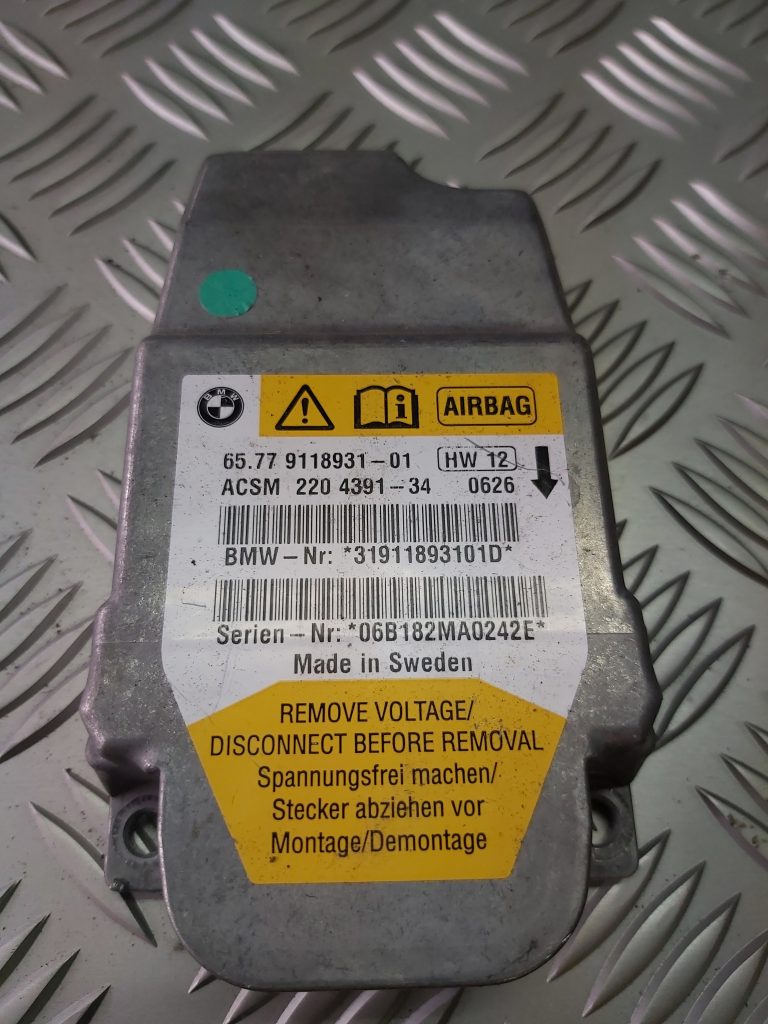 BMW
AIRBAG
65.77 9118931-01 HW 12
ACSM 220 4391-34 0626
BMW-Nr: *31911893101D*
Serien-Nr: *06B182MA0242E*
Made in Sweden
REMOVE VOLTAGE/
DISCONNECT BEFORE REMOVAL
Spannungsfrei machen/
Stecker abziehen vor
Montage/Demontage